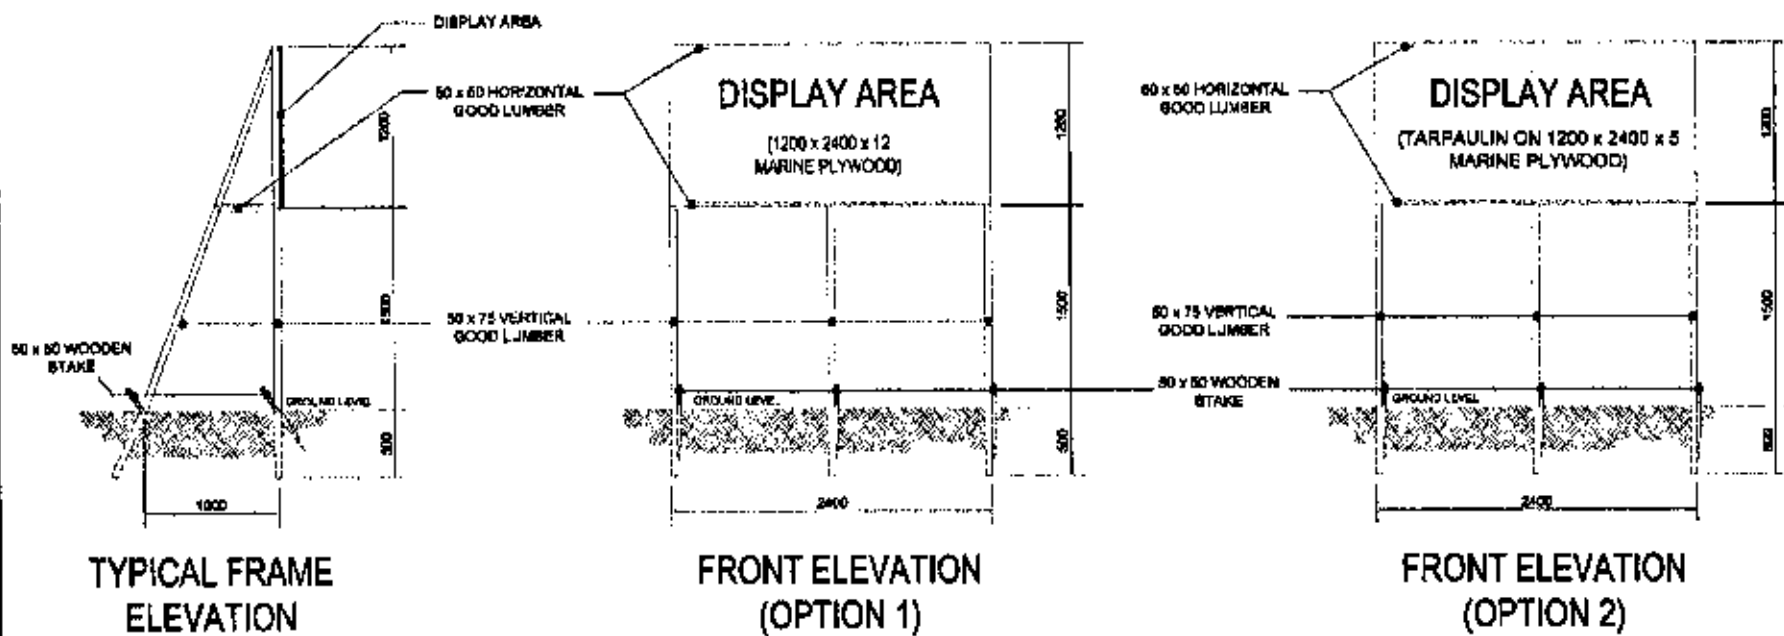 DISPLAY AREA
50 x 50 HORIZONTAL
GOOD LUMBER
1200
1500
50 x 75 VERTICAL
GOOD LUMBER
50 x 50 WOODEN
STAKE
GROUND LEVEL
500
1000
TYPICAL FRAME
ELEVATION
DISPLAY AREA
(1200 x 2400 x 12
MARINE PLYWOOD)
1200
1500
50 x 50 WOODEN
STAKE
GROUND LEVEL
500
2400
FRONT ELEVATION
(OPTION 1)
50 x 50 HORIZONTAL
GOOD LUMBER
DISPLAY AREA
(TARPAULIN ON 1200 x 2400 x 5
MARINE PLYWOOD)
1200
50 x 75 VERTICAL
GOOD LUMBER
1500
GROUND LEVEL
500
2400
FRONT ELEVATION
(OPTION 2)